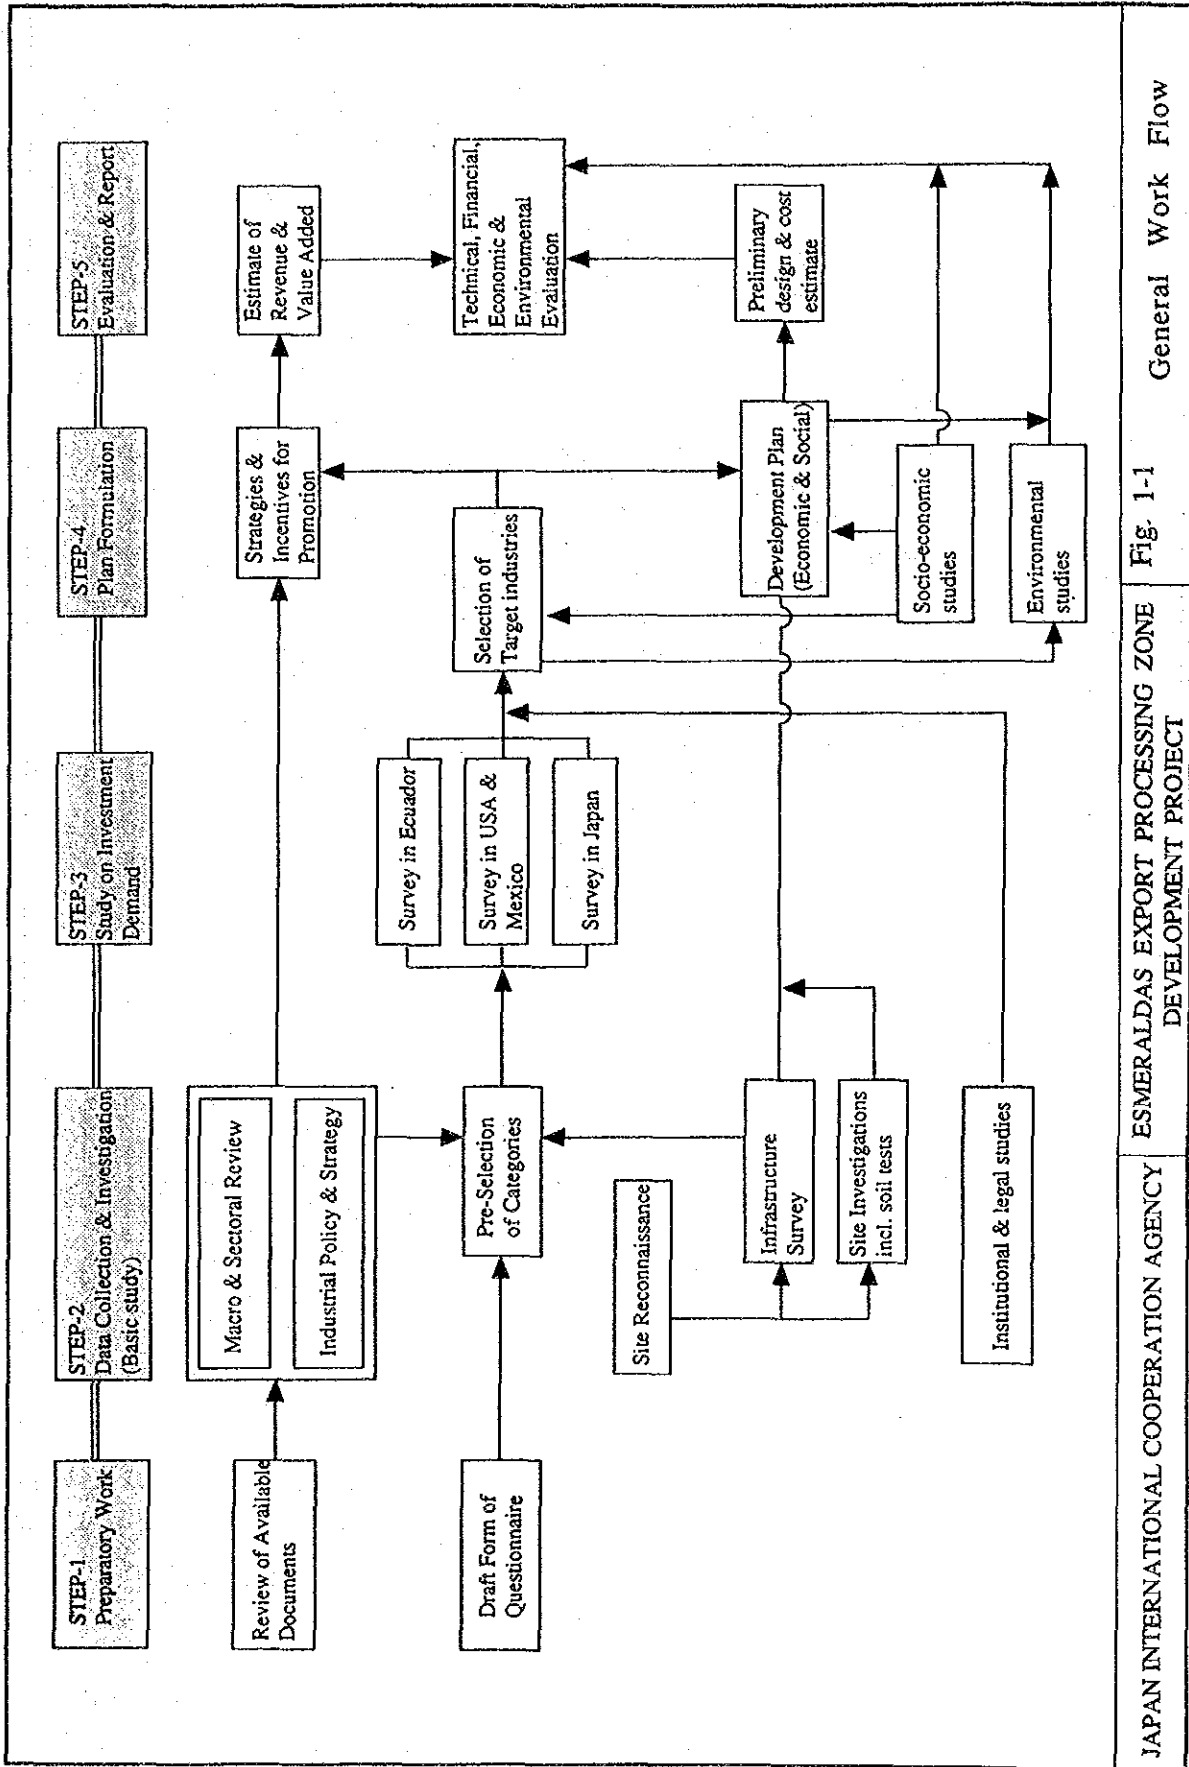 STEP-1
Preparatory Work
STEP-2
Data Collection & Investigation
(Basic study)
STEP-3
Study on Investment
Demand
STEP-4
Plan Formulation
STEP-5
Evaluation & Report
Review of Available
Documents
Macro & Sectoral Review
Industrial Policy & Strategy
Strategies &
Incentives for
Promotion
Estimate of
Revenue &
Value Added
Draft Form of
Questionnaire
Pre-Selection
of Categories
Survey in Ecuador
Survey in USA &
Mexico
Survey in Japan
Selection of
Target industries
Technical, Financial,
Economic &
Environmental
Evaluation
Site Reconnaissance
Infrastructure
Survey
Site Investigations
incl. soil tests
Development Plan
(Economic & Social)
Preliminary
design & cost
estimate
Socio-economic
studies
Institutional & legal studies
Environmental
studies
JAPAN INTERNATIONAL COOPERATION AGENCY
ESMERALDAS EXPORT PROCESSING ZONE
DEVELOPMENT PROJECT
Fig. 1-1
General Work Flow